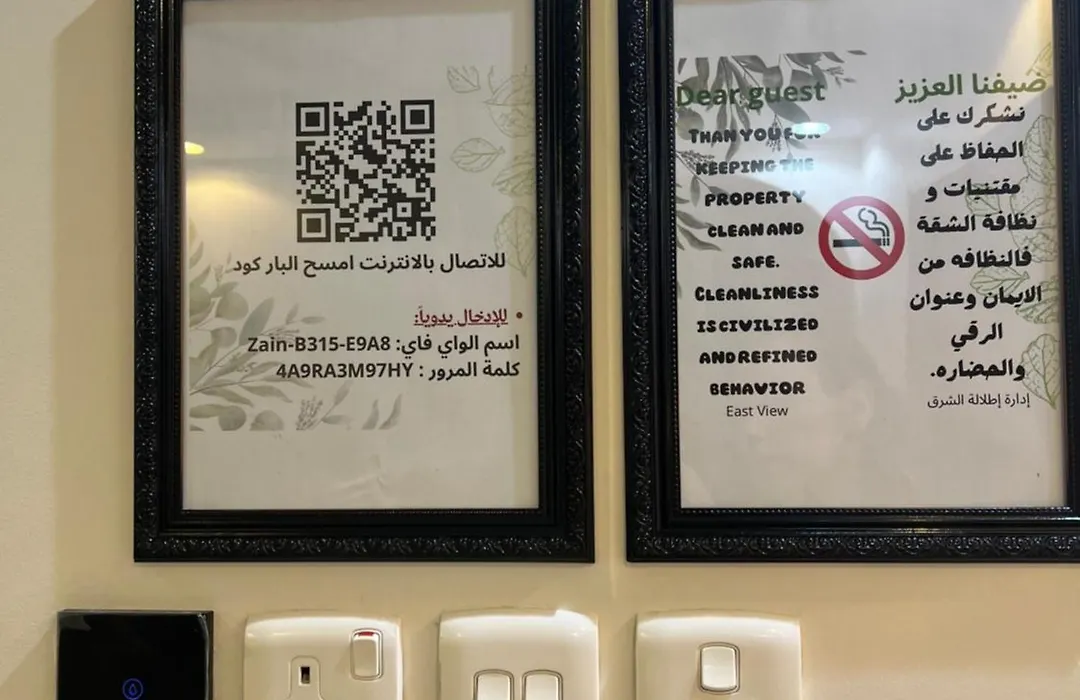 للاتصال بالانترنت امسح البار كود
• للإدخال يدوياً:
اسم الواي فاي: Zain-B315-E9A8
كلمة المرور : 4A9RA3M97HY
Dear guest
THANYOU FOR
KEEPING THE
PROPERTY
CLEAN AND
SAFE.
CLEANLINESS
IS CIVILIZED
AND REFINED
BEHAVIOR
East View
ضيفنا العزيز
نشكرك على
الحفاظ على
مقتنيات و
نظافة الشقة
فالنظافه من
الايمان وعنوان
الرقي
والحضاره.
إدارة إطلالة الشرق